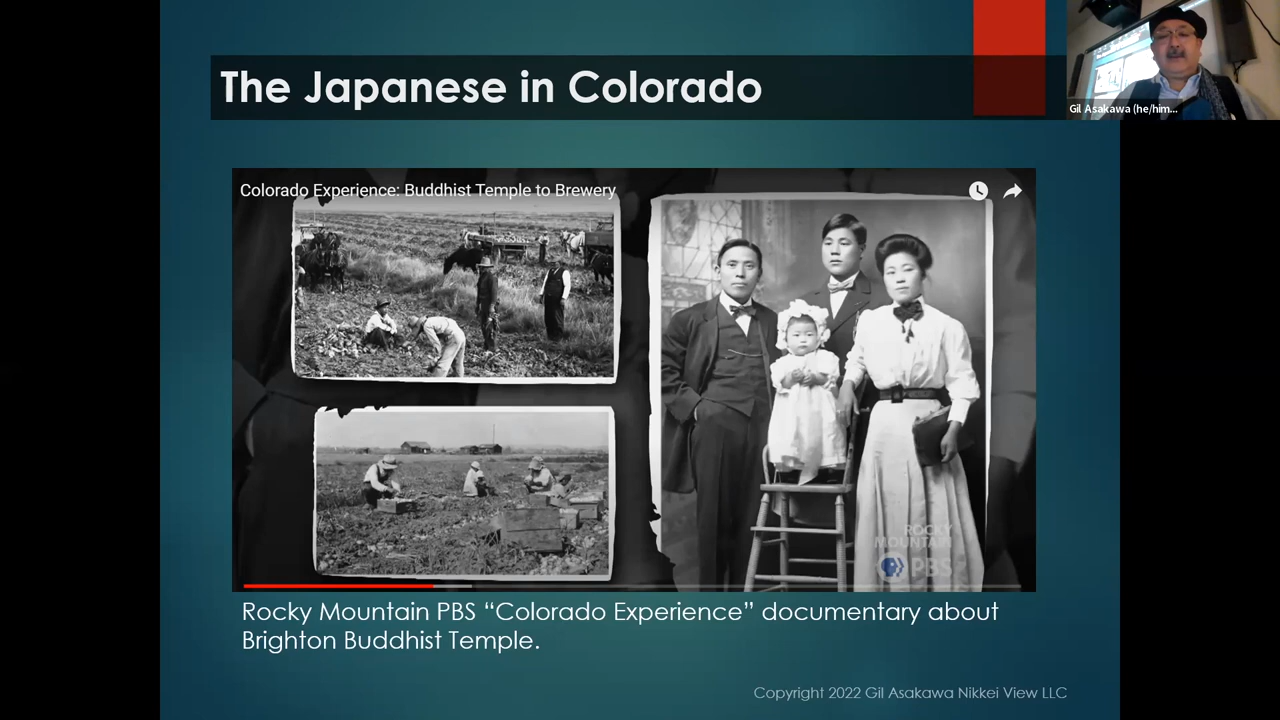 The Japanese in Colorado
Gil Asakawa (he/him...
Colorado Experience: Buddhist Temple to Brewery
ROCKY
MOUNTAIN
PBS
Rocky Mountain PBS “Colorado Experience” documentary about
Brighton Buddhist Temple.
Copyright 2022 Gil Asakawa Nikkei View LLC